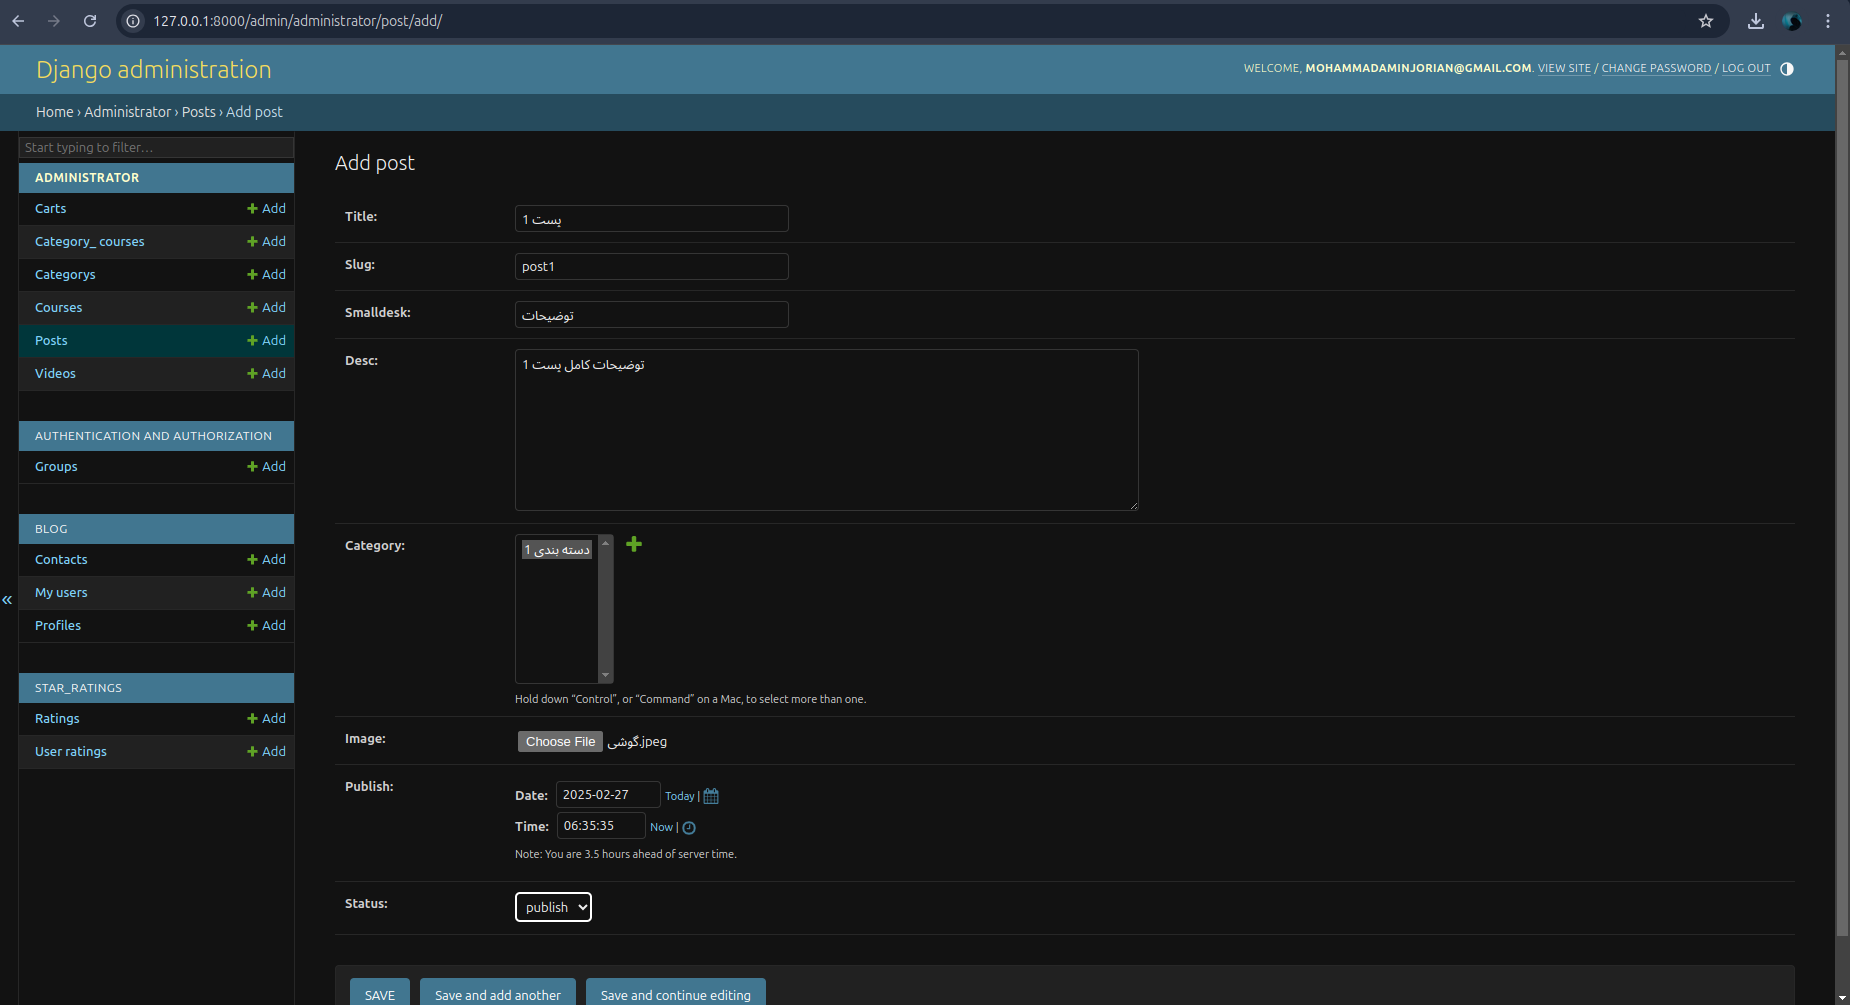 127.0.0.1:8000/admin/administrator/post/add/
Django administration
WELCOME, MOHAMMADAMINJORIAN@GMAIL.COM. VIEW SITE / CHANGE PASSWORD / LOG OUT
Home › Administrator › Posts › Add post
Start typing to filter...
ADMINISTRATOR
Carts
Add
Category_ courses
Add
Categorys
Add
Courses
Add
Posts
Add
Videos
Add
AUTHENTICATION AND AUTHORIZATION
Groups
Add
BLOG
Contacts
Add
My users
Add
Profiles
Add
STAR_RATINGS
Ratings
Add
User ratings
Add
«
Add post
Title:
پست 1
Slug:
post1
Smalldesk:
توضیحات
Desc:
توضیحات کامل پست 1
Category:
دسته بندی 1
Hold down “Control”, or “Command” on a Mac, to select more than one.
Image:
Choose File گوشی.jpeg
Publish:
Date: 2025-02-27 Today |
Time: 06:35:35 Now |
Note: You are 3.5 hours ahead of server time.
Status:
publish
SAVE
Save and add another
Save and continue editing